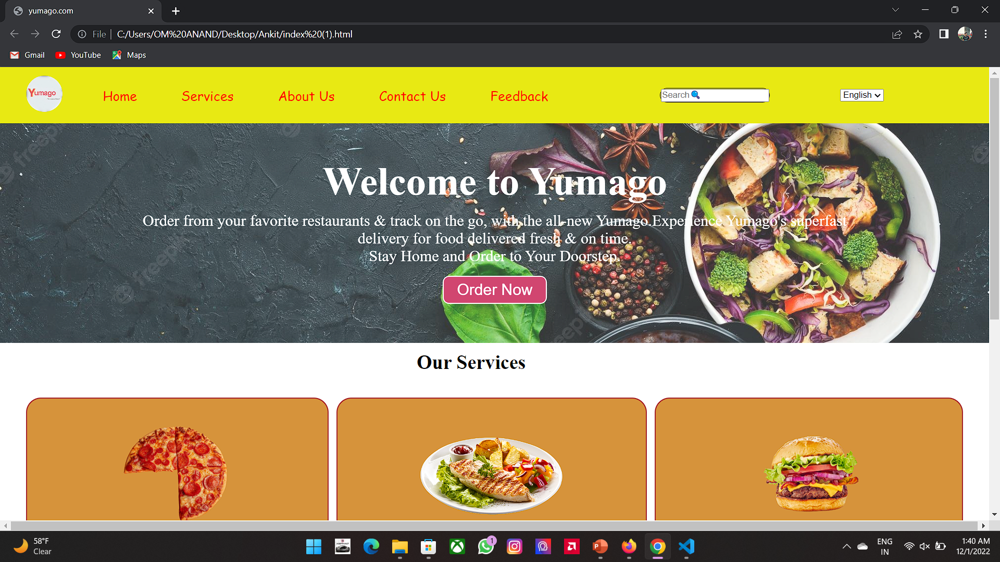 yumago.com
File
C:/Users/OM%20ANAND/Desktop/Ankit/index%20(1).html
Gmail
YouTube
Maps
Yumago
Home
Services
About Us
Contact Us
Feedback
Search
English
Welcome to Yumago
Order from your favorite restaurants & track on the go, with the all-new Yumago.Experience Yumago's superfast
delivery for food delivered fresh & on time.
Stay Home and Order to Your Doorstep.
Order Now
freepik
freepik
Our Services
58°F
Clear
1
ENG
IN
1:40 AM
12/1/2022